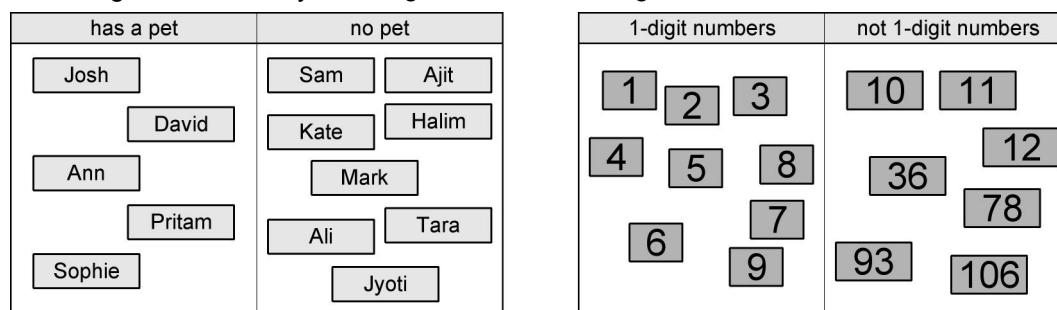 has a pet no pet
Josh
David
Ann
Pritam
Sophie
Sam Ajit
Kate Halim
Mark
Ali Tara
Jyoti
1-digit numbers not 1-digit numbers
1 2 3
4 5 8
6 7
9
10 11
12
36
78
93 106